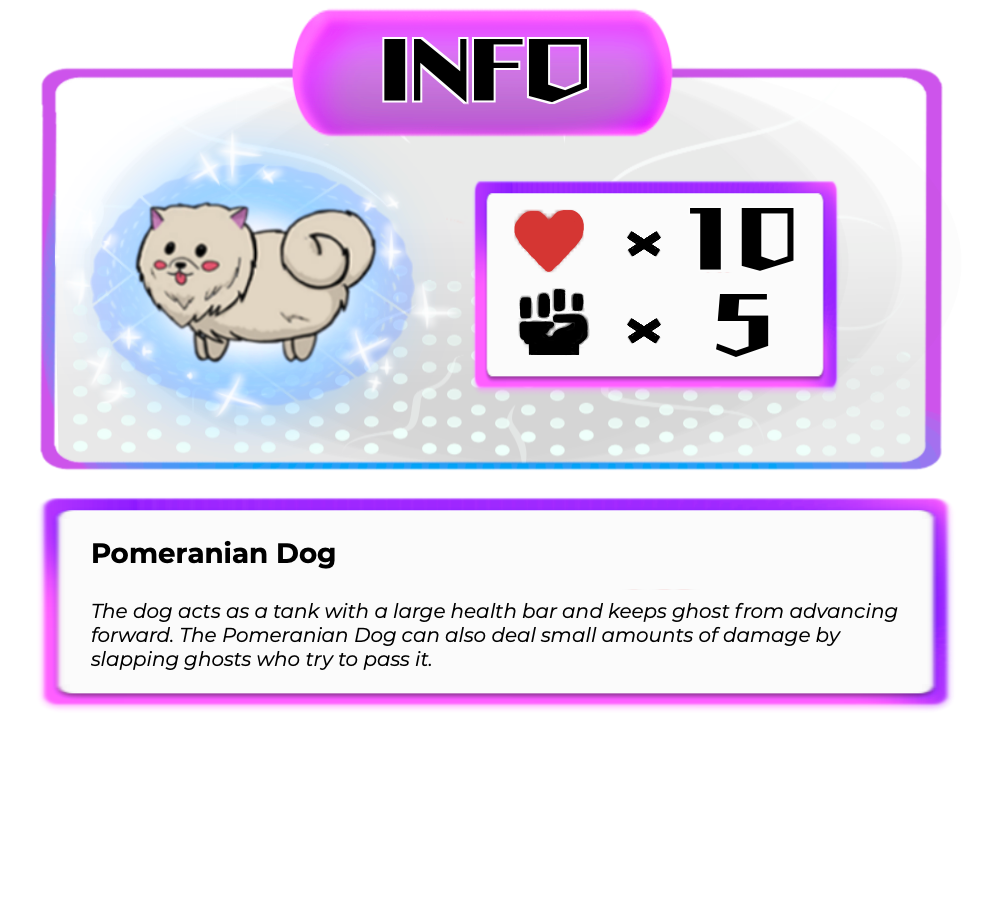 INFO
× 10
× 5
Pomeranian Dog
The dog acts as a tank with a large health bar and keeps ghost from advancing
forward. The Pomeranian Dog can also deal small amounts of damage by
slapping ghosts who try to pass it.